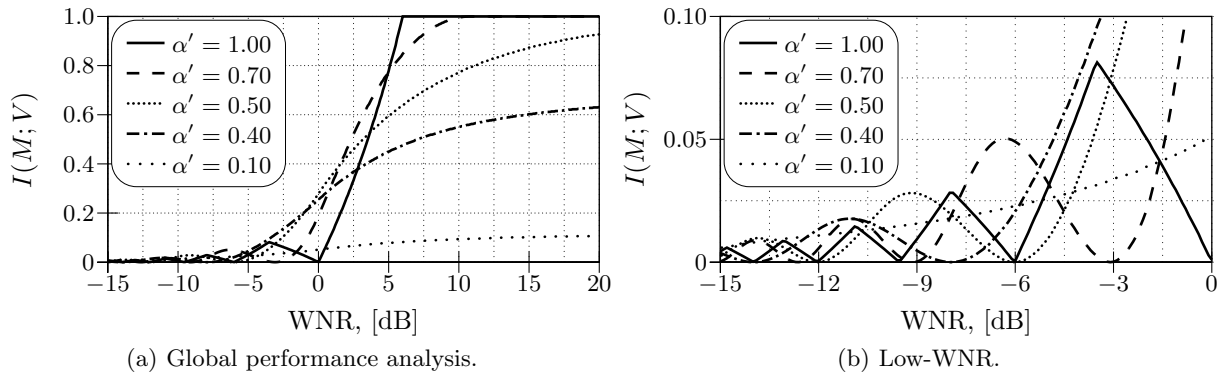 I(M; V)
1.0
0.8
0.6
0.4
0.2
0
α′ = 1.00
α′ = 0.70
α′ = 0.50
α′ = 0.40
α′ = 0.10
−15 −10 −5 0 5 10 15 20
WNR, [dB]
(a) Global performance analysis.
I(M; V)
0.10
0.05
0
α′ = 1.00
α′ = 0.70
α′ = 0.50
α′ = 0.40
α′ = 0.10
−15 −12 −9 −6 −3 0
WNR, [dB]
(b) Low-WNR.